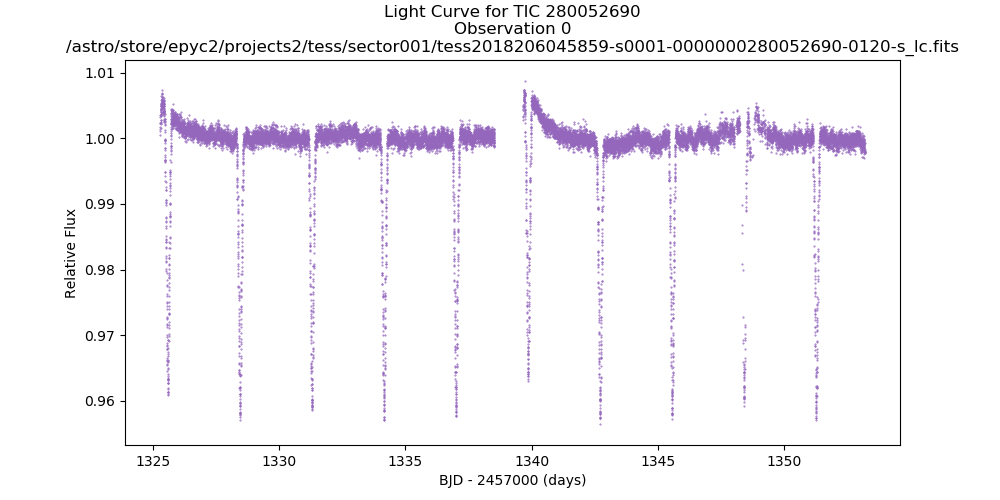 Light Curve for TIC 280052690
Observation 0
/astro/store/epyc2/projects2/tess/sector001/tess2018206045859-s0001-0000000280052690-0120-s_lc.fits
1.01
1.00
0.99
0.98
0.97
0.96
Relative Flux
1325
1330
1335
1340
1345
1350
BJD - 2457000 (days)